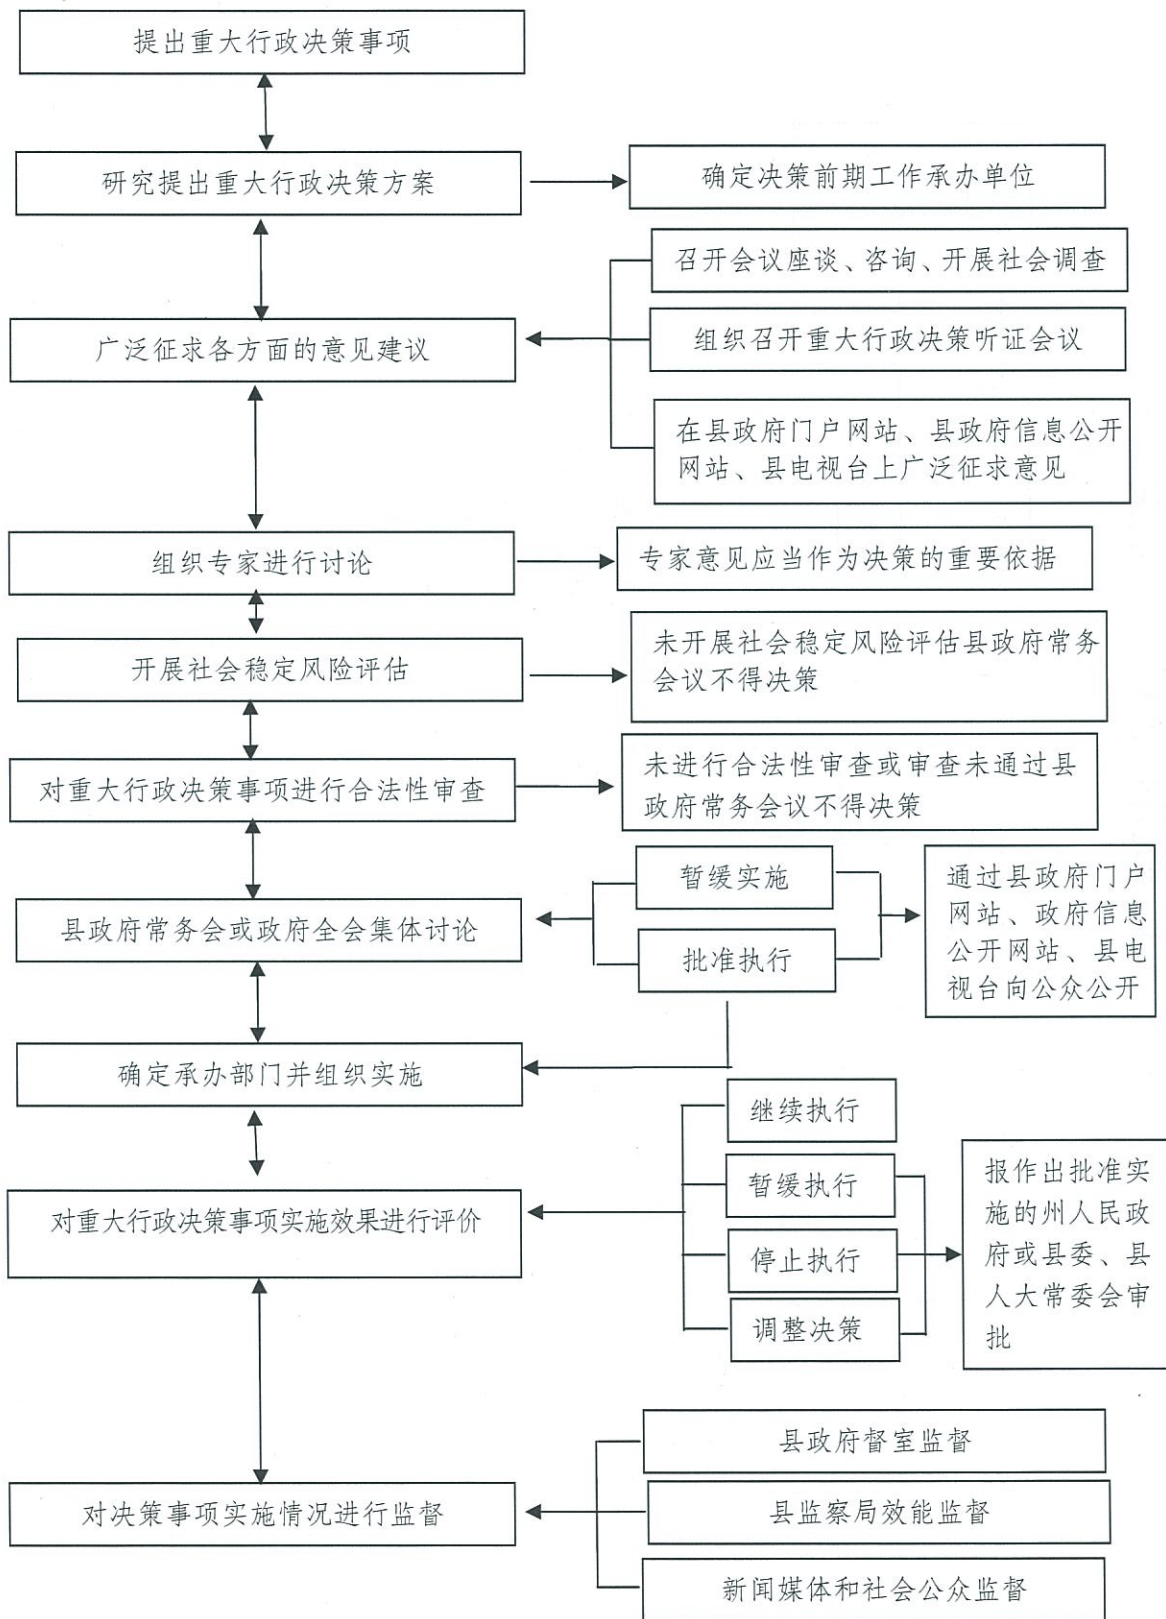 提出重大行政决策事项
研究提出重大行政决策方案
确定决策前期工作承办单位
召开会议座谈、咨询、开展社会调查
广泛征求各方面的意见建议
组织召开重大行政决策听证会议
在县政府门户网站、县政府信息公开
网站、县电视台上广泛征求意见
组织专家进行讨论
专家意见应当作为决策的重要依据
开展社会稳定风险评估
未开展社会稳定风险评估县政府常务
会议不得决策
对重大行政决策事项进行合法性审查
未进行合法性审查或审查未通过县
政府常务会议不得决策
县政府常务会或政府全会集体讨论
暂缓实施
批准执行
通过县政府门户
网站、政府信息
公开网站、县电
视台向公众公开
确定承办部门并组织实施
对重大行政决策事项实施效果进行评价
继续执行
暂缓执行
停止执行
调整决策
报作出批准实
施的州人民政
府或县委、县
人大常委会审
批
对决策事项实施情况进行监督
县政府督室监督
县监察局效能监督
新闻媒体和社会公众监督